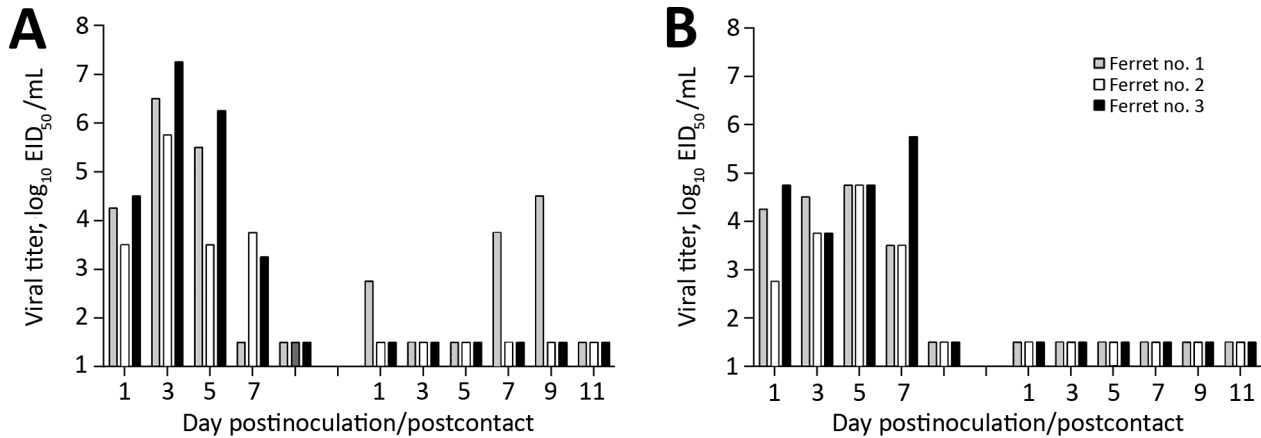 A
Viral titer, log10 EID50 /mL
8
7
6
5
4
3
2
1
1 3 5 7 1 3 5 7 9 11
Day postinoculation/postcontact
B
Viral titer, log10 EID50 /mL
8
7
6
5
4
3
2
1
Ferret no. 1
Ferret no. 2
Ferret no. 3
1 3 5 7 1 3 5 7 9 11
Day postinoculation/postcontact